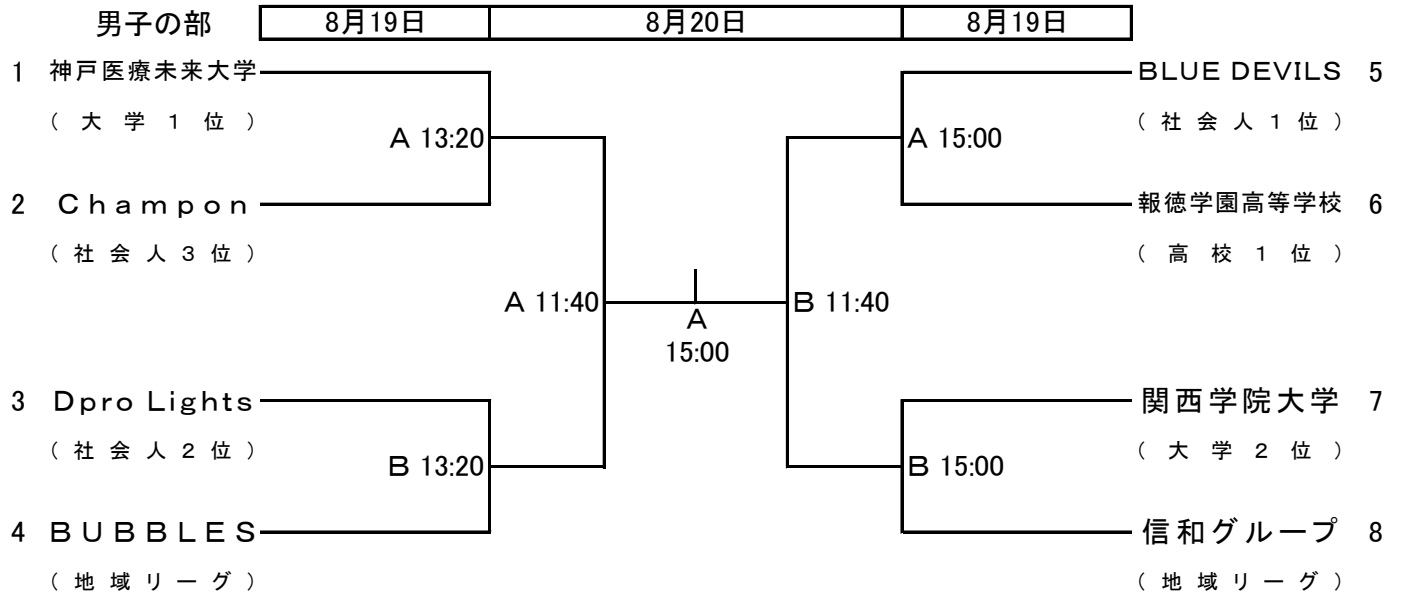 男子の部 8月19日 8月20日 8月19日
1 神戸医療未来大学 BLUE DEVILS 5
(大学1位) (社会人1位)
A 13:20 A 15:00
2 Champon 報徳学園高等学校 6
(社会人3位) (高校1位)
A 11:40 B 11:40
A
15:00
3 Dpro Lights 関西学院大学 7
(社会人2位) (大学2位)
B 13:20 B 15:00
4 BUBBLES 信和グループ 8
(地域リーグ) (地域リーグ)